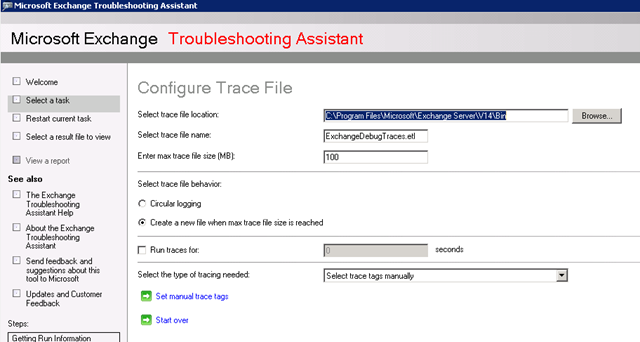 Microsoft Exchange Troubleshooting Assistant
Microsoft Exchange Troubleshooting Assistant
Welcome
Select a task
Restart current task
Select a result file to view
View a report
See also
The Exchange
Troubleshooting
Assistant Help
About the Exchange
Troubleshooting
Assistant
Send feedback and
suggestions about this
tool to Microsoft
Updates and Customer
Feedback
Steps:
Getting Run Information
Configure Trace File
Select trace file location:
C:\Program Files\Microsoft\Exchange Server\V14\Bin
Browse...
Select trace file name:
ExchangeDebugTraces.etl
Enter max trace file size (MB):
100
Select trace file behavior:
Circular logging
Create a new file when max trace file size is reached
Run traces for:
0
seconds
Select the type of tracing needed:
Select trace tags manually
Set manual trace tags
Start over